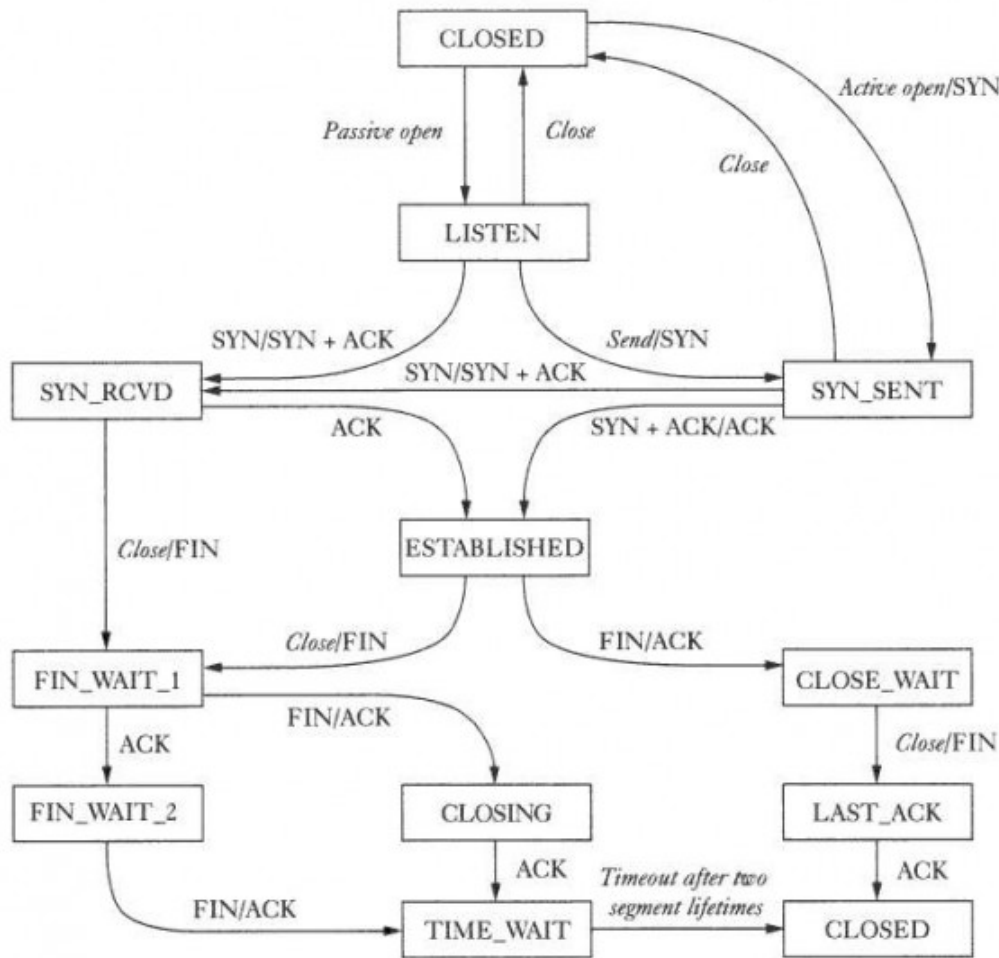 CLOSED
Active open/SYN
Passive open
Close
Close
LISTEN
SYN/SYN + ACK
Send/SYN
SYN/SYN + ACK
SYN_RCVD
SYN_SENT
ACK
SYN + ACK/ACK
Close/FIN
ESTABLISHED
Close/FIN
FIN/ACK
FIN_WAIT_1
CLOSE_WAIT
FIN/ACK
ACK
Close/FIN
FIN_WAIT_2
CLOSING
LAST_ACK
ACK
Timeout after two
segment lifetimes
ACK
FIN/ACK
TIME_WAIT
CLOSED